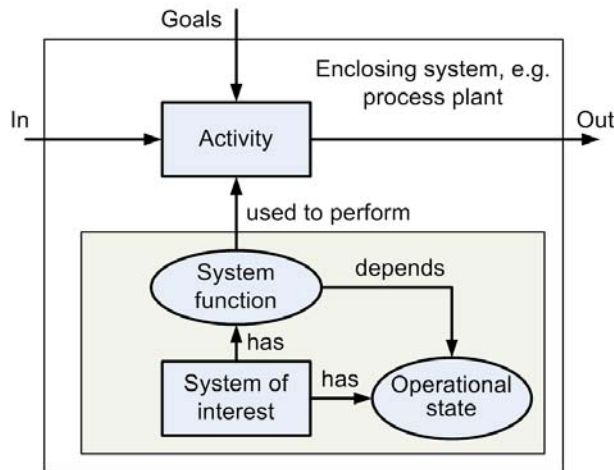 Goals
Enclosing system, e.g.
process plant
In
Activity
Out
used to perform
System
function
depends
has
System of
interest
has
Operational
state